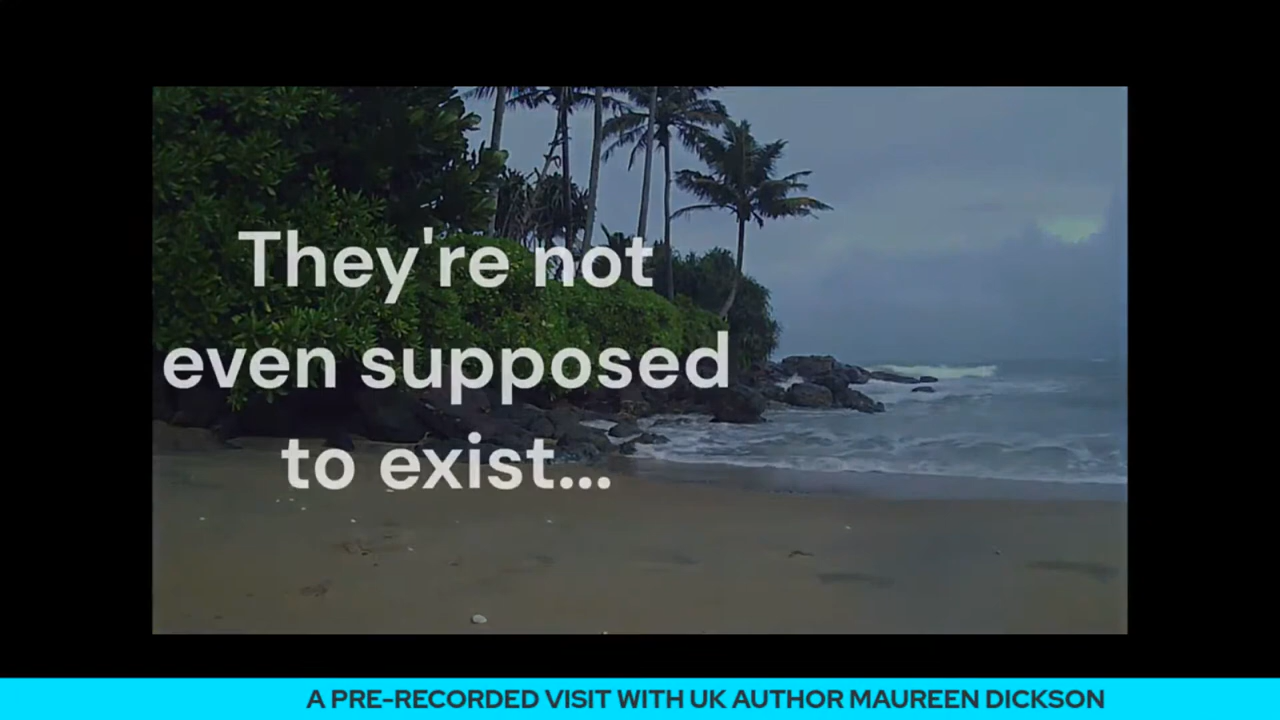 They're not
even supposed
to exist...
A PRE-RECORDED VISIT WITH UK AUTHOR MAUREEN DICKSON